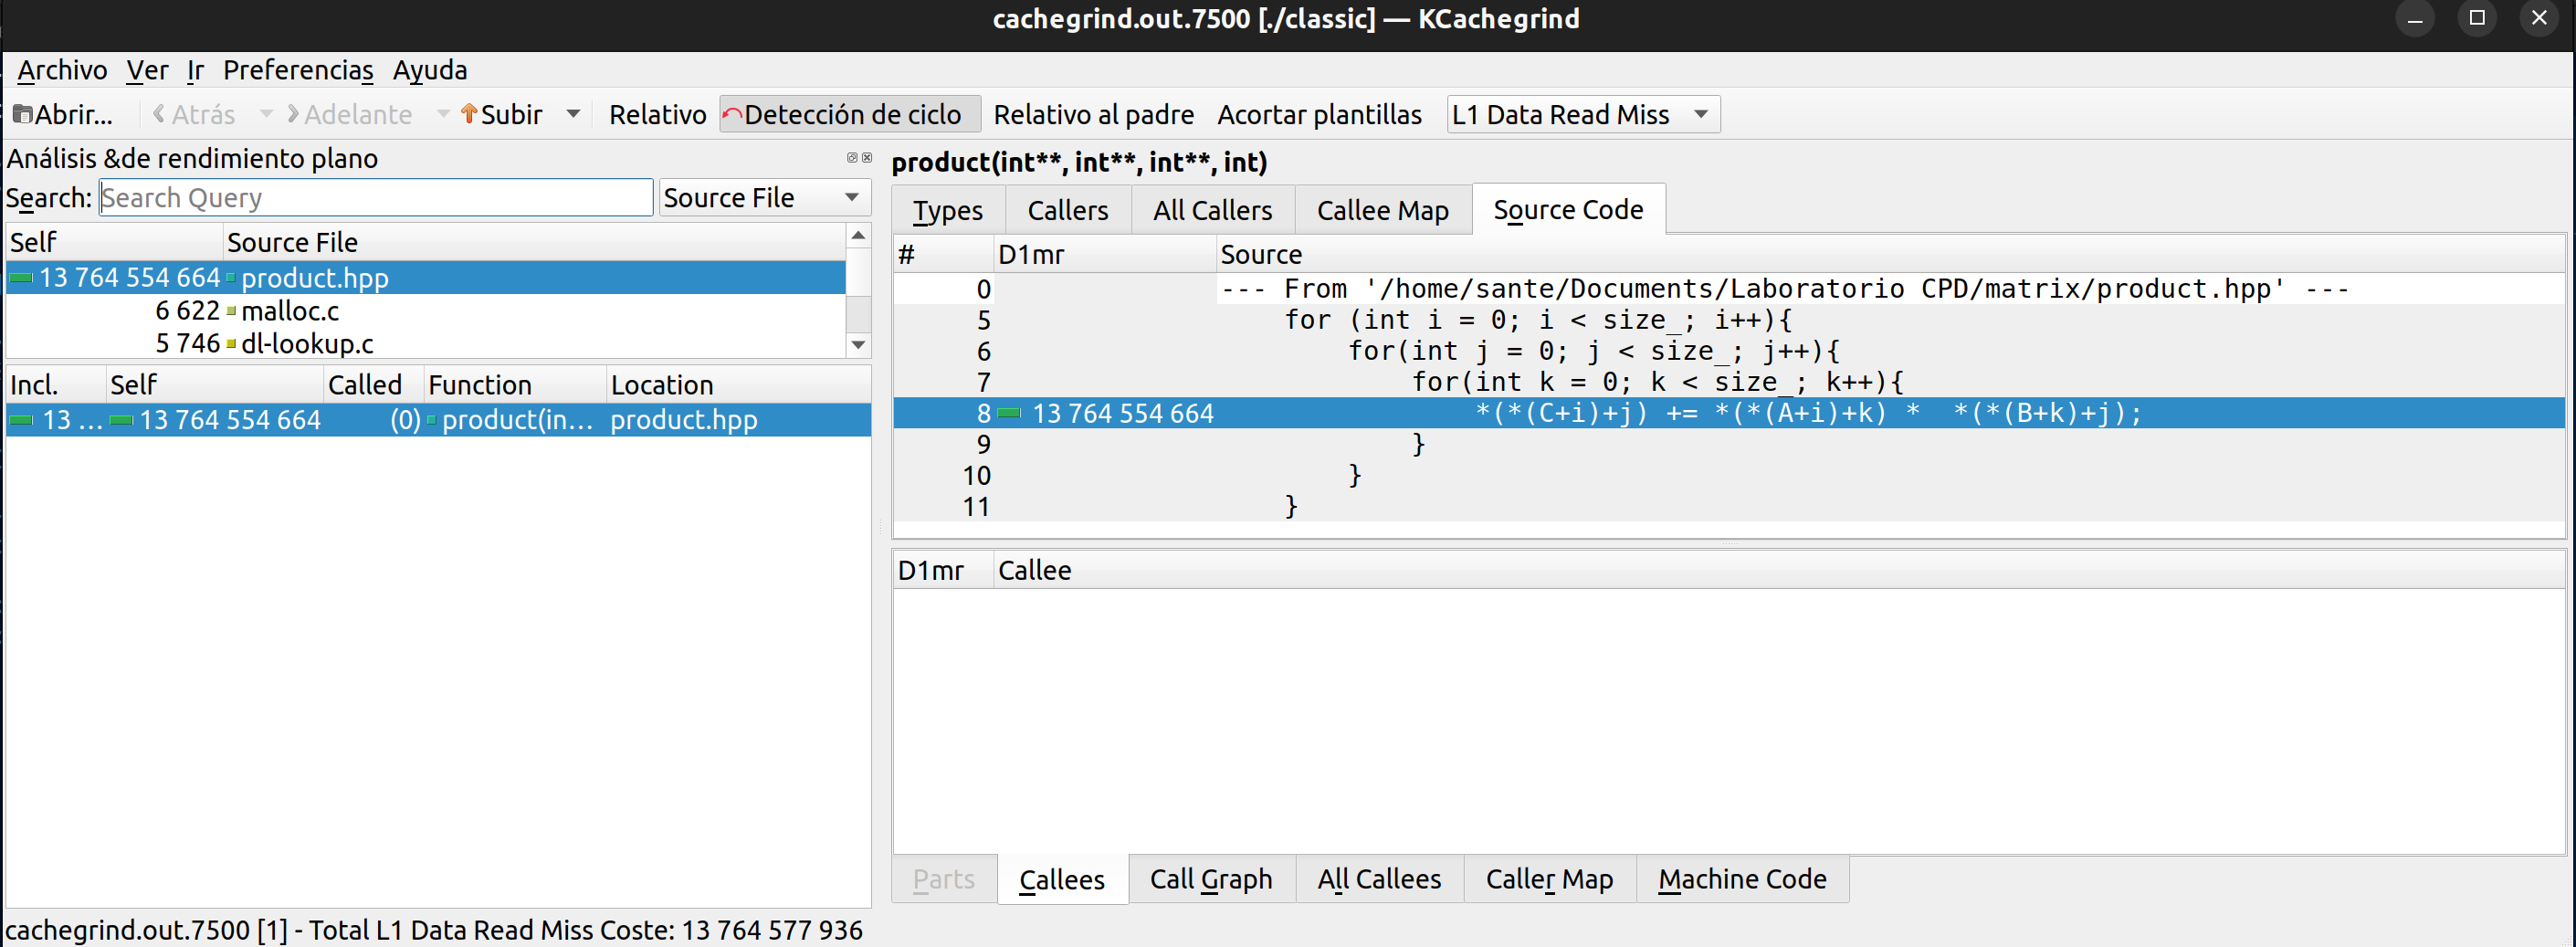 cachegrind.out.7500 [./classic] — KCachegrind
Archivo Ver Ir Preferencias Ayuda
Abrir... Atrás Adelante Subir Relativo Detección de ciclo Relativo al padre Acortar plantillas L1 Data Read Miss
Análisis &de rendimiento plano
Search: Search Query Source File
Self Source File
13 764 554 664 product.hpp
6 622 malloc.c
5 746 dl-lookup.c
Incl. Self Called Function Location
13 ... 13 764 554 664 (0) product(in... product.hpp
product(int**, int**, int**, int)
Types Callers All Callers Callee Map Source Code
# D1mr Source
0 --- From '/home/sante/Documents/Laboratorio CPD/matrix/product.hpp' ---
5 for (int i = 0; i < size_; i++){
6 for(int j = 0; j < size_; j++){
7 for(int k = 0; k < size_; k++){
8 13 764 554 664 *(*(C+i)+j) += *(*(A+i)+k) *  *(*(B+k)+j);
9 }
10 }
11 }
D1mr Callee
Parts Callees Call Graph All Callees Caller Map Machine Code
cachegrind.out.7500 [1] - Total L1 Data Read Miss Coste: 13 764 577 936